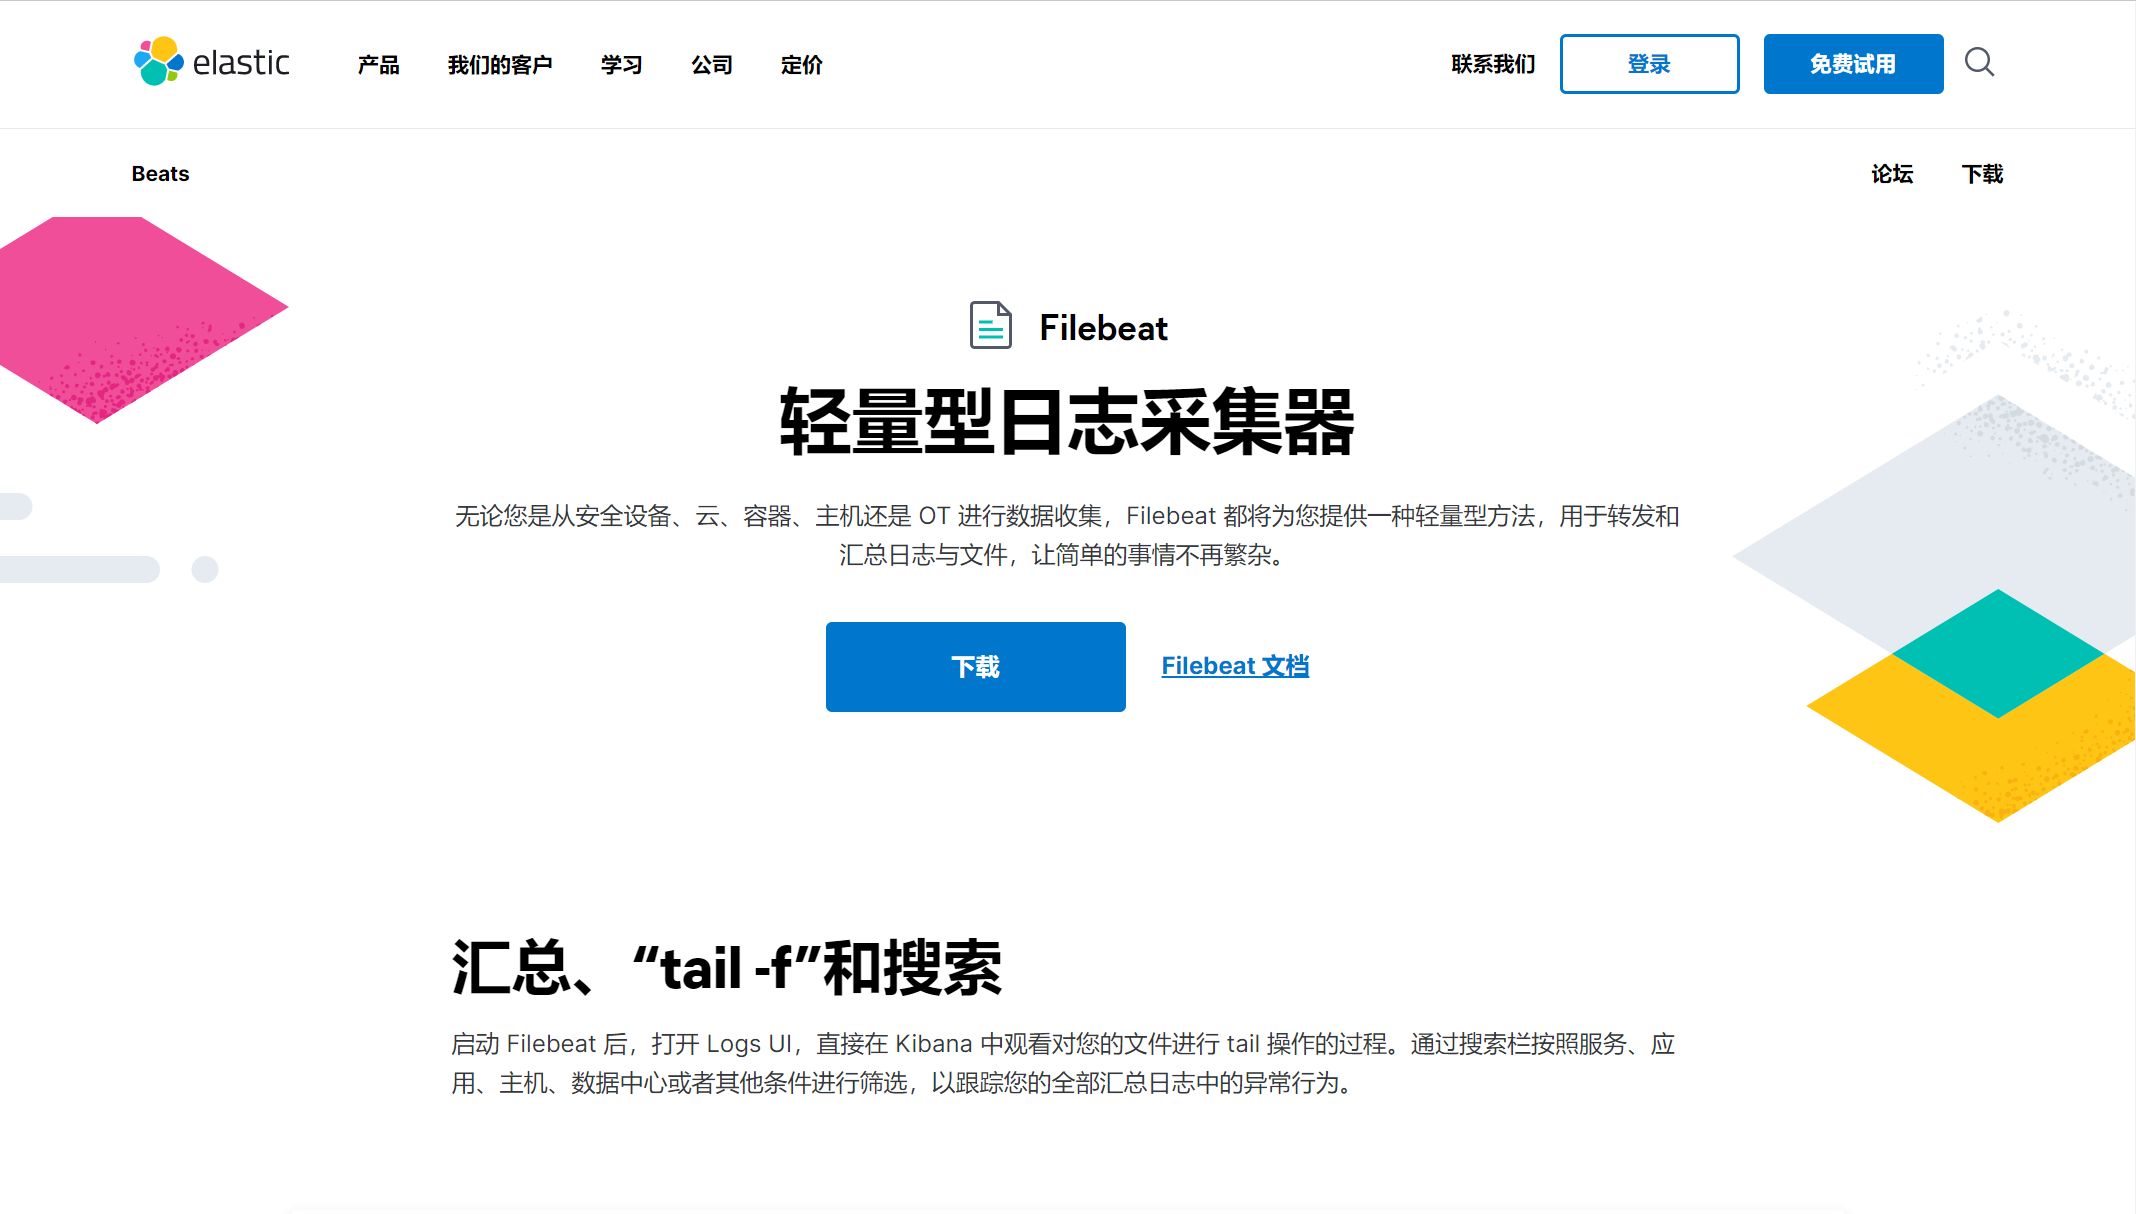 elastic 产品 我们的客户 学习 公司 定价 联系我们 登录 免费试用
Beats 论坛 下载
Filebeat
轻量型日志采集器
无论您是从安全设备、云、容器、主机还是 OT 进行数据收集，Filebeat 都将为您提供一种轻量型方法，用于转发和
汇总日志与文件，让简单的事情不再繁杂。
下载 Filebeat 文档
汇总、“tail -f”和搜索
启动 Filebeat 后，打开 Logs UI，直接在 Kibana 中观看对您的文件进行 tail 操作的过程。通过搜索栏按照服务、应
用、主机、数据中心或者其他条件进行筛选，以跟踪您的全部汇总日志中的异常行为。